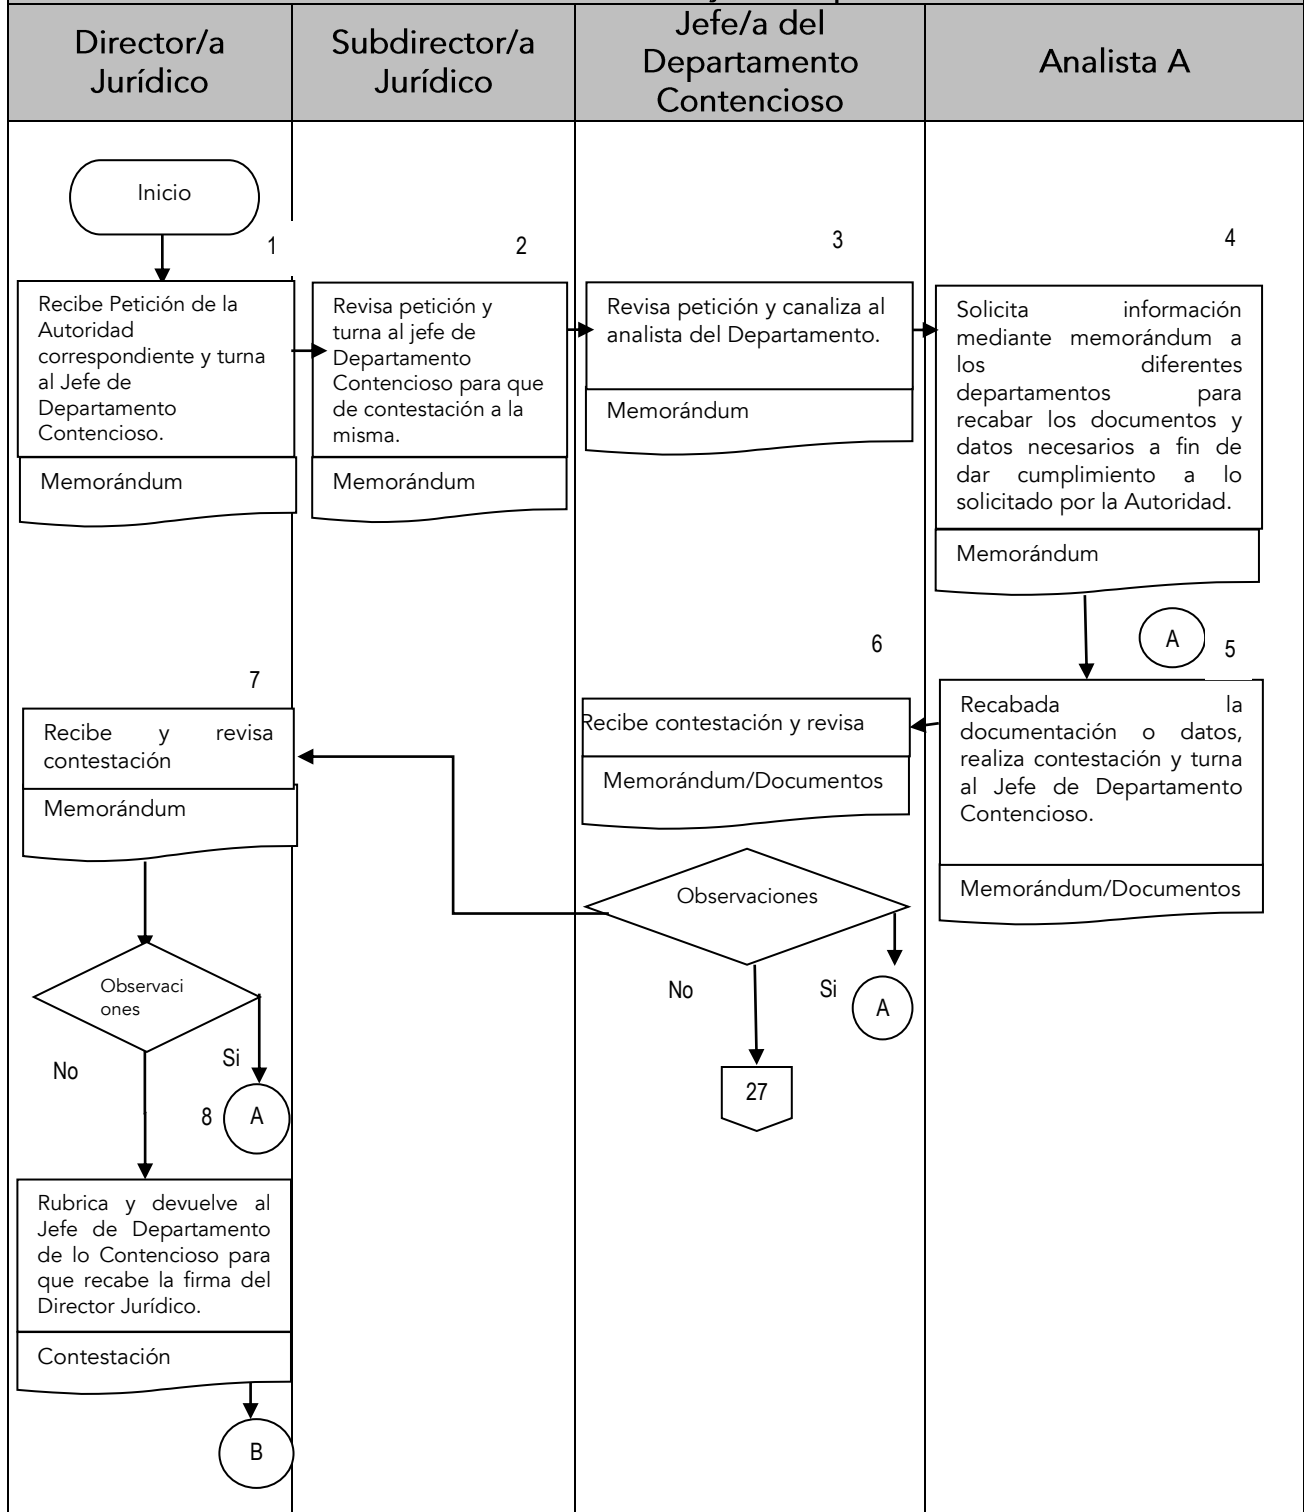 Director/a
Jurídico
Subdirector/a
Jurídico
Jefe/a del
Departamento
Contencioso
Analista A
Inicio
1
2
3
4
Recibe Petición de la
Autoridad
correspondiente y turna
al Jefe de
Departamento
Contencioso.
Memorándum
Revisa petición y
turna al jefe de
Departamento
Contencioso para que
de contestación a la
misma.
Memorándum
Revisa petición y canaliza al
analista del Departamento.
Memorándum
Solicita información
mediante memorándum a
los diferentes
departamentos para
recabar los documentos y
datos necesarios a fin de
dar cumplimiento a lo
solicitado por la Autoridad.
Memorándum
A
5
Recabada la
documentación o datos,
realiza contestación y turna
al Jefe de Departamento
Contencioso.
Memorándum/Documentos
6
Recibe contestación y revisa
Memorándum/Documentos
Observaciones
No
Si
A
27
7
Recibe y revisa
contestación
Memorándum
Observaci
ones
No
Si
A
8
Rubrica y devuelve al
Jefe de Departamento
de lo Contencioso para
que recabe la firma del
Director Jurídico.
Contestación
B